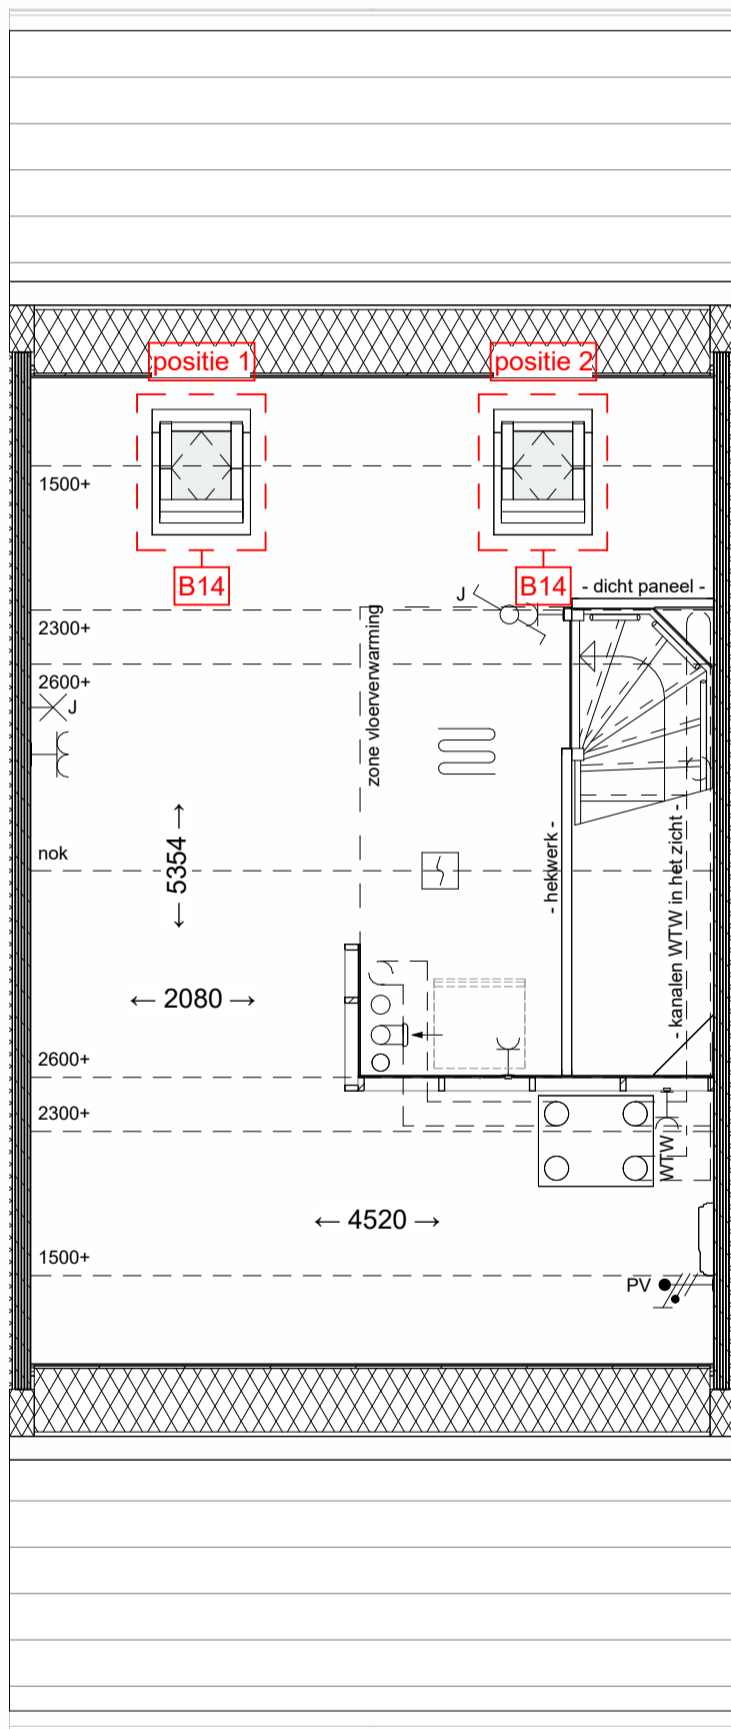 positie 1
positie 2
1500+
B14
B14
- dicht paneel -
J
2300+
zone vloerverwarming
2600+
J
nok
5354
- hekwerk -
- kanalen WTW in het zicht -
2080
2600+
2300+
WTW
4520
1500+
PV